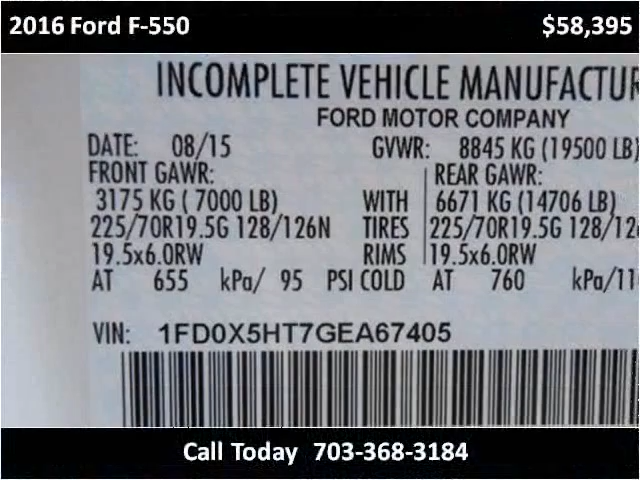 2016 Ford F-550 $58,395
INCOMPLETE VEHICLE MANUFACTUR
FORD MOTOR COMPANY
DATE: 08/15 GVWR: 8845 KG (19500 LB)
FRONT GAWR: REAR GAWR:
3175 KG ( 7000 LB) WITH 6671 KG (14706 LB)
225/70R19.5G 128/126N TIRES 225/70R19.5G 128/12
19.5x6.0RW RIMS 19.5x6.0RW
AT 655 kPa/ 95 PSI COLD AT 760 kPa/11
VIN: 1FD0X5HT7GEA67405
Call Today 703-368-3184